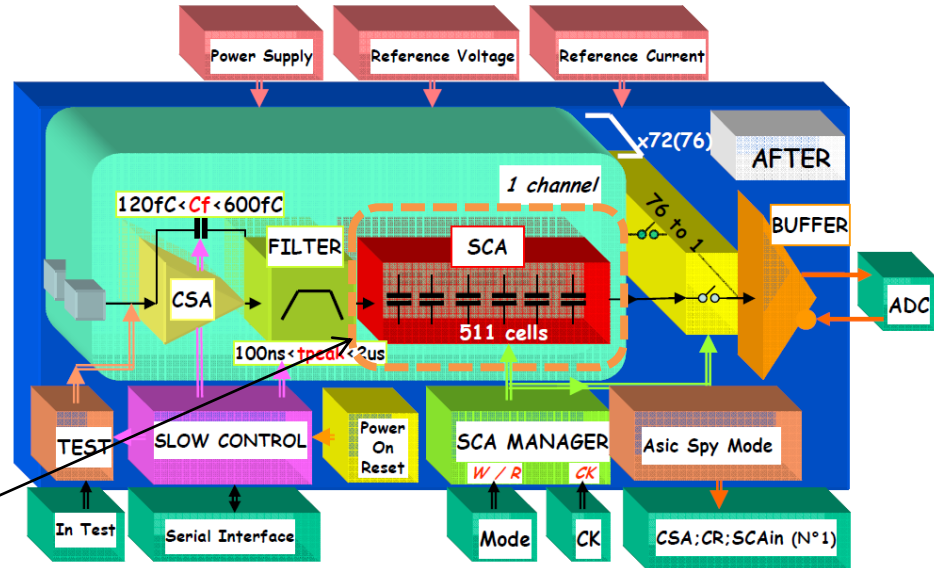 Power Supply
Reference Voltage
Reference Current
x72(76)
AFTER
1 channel
120fC<Cf<600fC
76 to 1
BUFFER
FILTER
SCA
CSA
ADC
511 cells
100ns<tpeak<2us
TEST
SLOW CONTROL
Power
On
Reset
SCA MANAGER
W / R
CK
Asic Spy Mode
In Test
Serial Interface
Mode
CK
CSA;CR;SCAin (N°1)